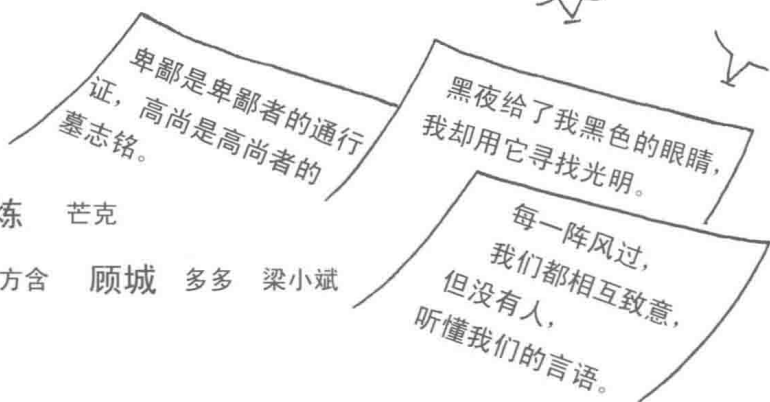 卑鄙是卑鄙者的通行
证，高尚是高尚者的
墓志铭。
黑夜给了我黑色的眼睛，
我却用它寻找光明。
每一阵风过，
我们都相互致意，
但没有人，
听懂我们的言语。
炼 芒克
方含 顾城 多多 梁小斌